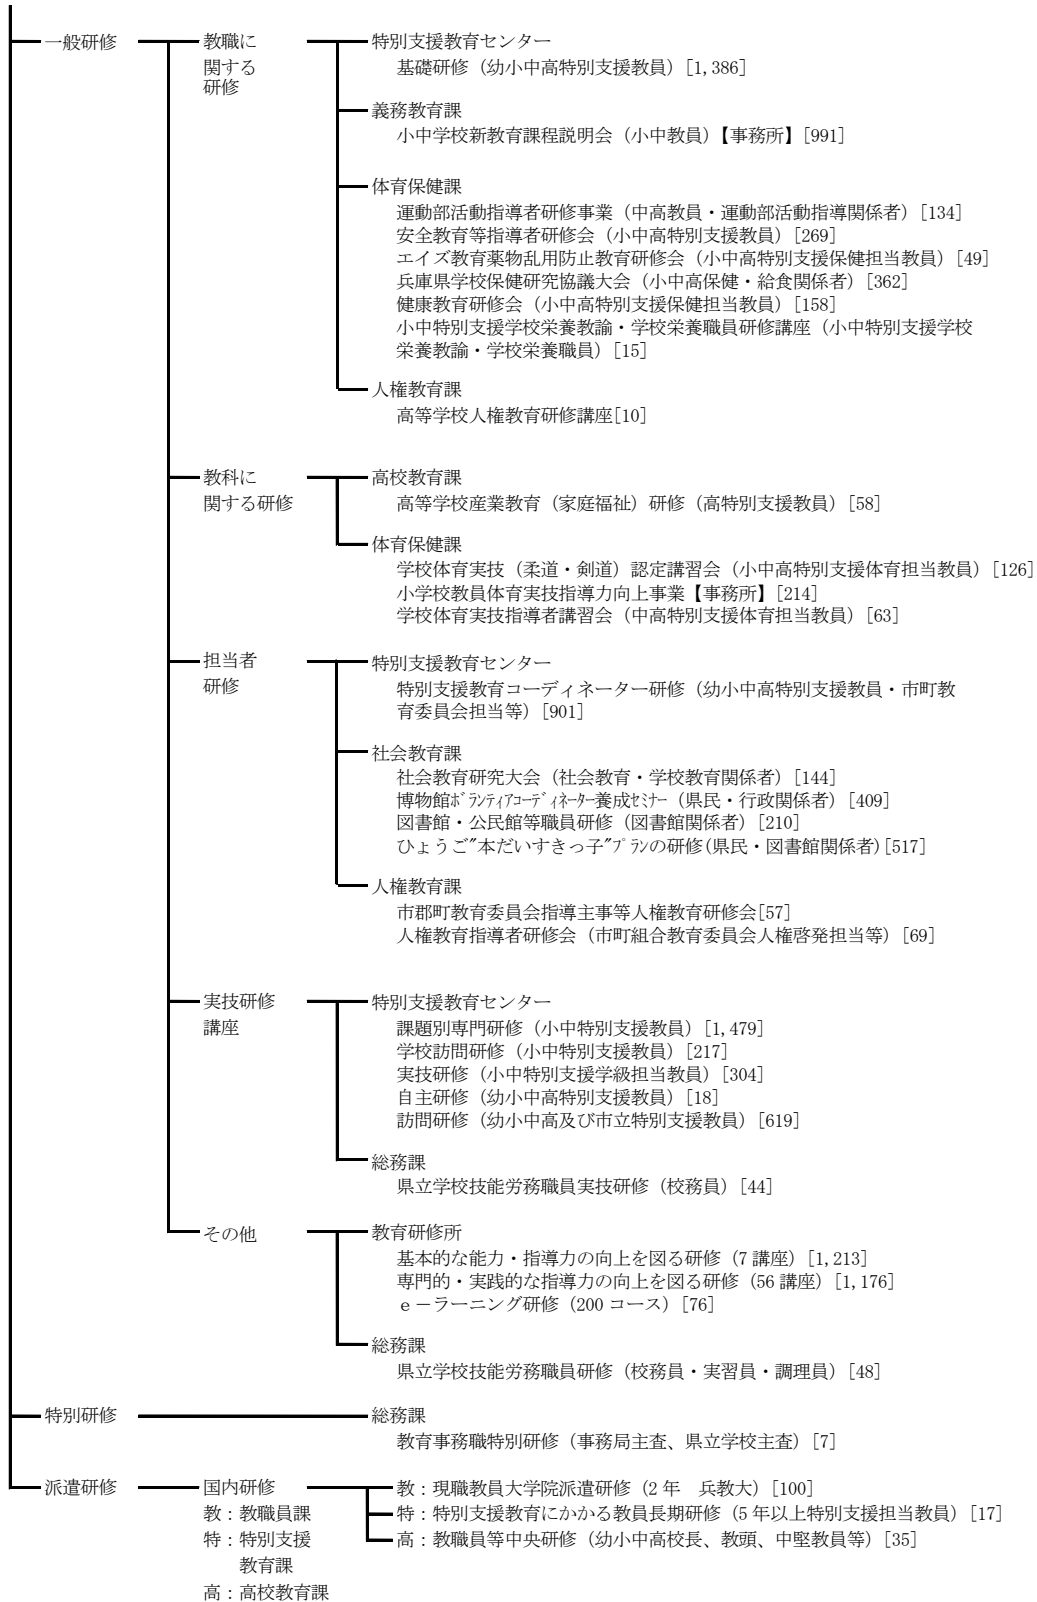 一般研修　教職に　特別支援教育センター
関する　基礎研修（幼小中高特別支援教員）[1,386]
研修
義務教育課
小中学校新教育課程説明会（小中教員）【事務所】[991]
体育保健課
運動部活動指導者研修事業（中高教員・運動部活動指導関係者）[134]
安全教育等指導者研修会（小中高特別支援教員）[269]
エイズ教育薬物乱用防止教育研修会（小中高特別支援保健担当教員）[49]
兵庫県学校保健研究協議大会（小中高保健・給食関係者）[362]
健康教育研修会（小中高特別支援保健担当教員）[158]
小中特別支援学校栄養教諭・学校栄養職員研修講座（小中特別支援学校
栄養教諭・学校栄養職員）[15]
人権教育課
高等学校人権教育研修講座[10]
教科に　高校教育課
関する研修　高等学校産業教育（家庭福祉）研修（高特別支援教員）[58]
体育保健課
学校体育実技（柔道・剣道）認定講習会（小中高特別支援体育担当教員）[126]
小学校教員体育実技指導力向上事業【事務所】[214]
学校体育実技指導者講習会（中高特別支援体育担当教員）[63]
担当者　特別支援教育センター
研修　特別支援教育コーディネーター研修（幼小中高特別支援教員・市町教
育委員会担当等）[901]
社会教育課
社会教育研究大会（社会教育・学校教育関係者）[144]
博物館ﾎﾞﾗﾝﾃｨｱｺｰﾃﾞｨﾈｰﾀｰ養成ｾﾐﾅｰ（県民・行政関係者）[409]
図書館・公民館等職員研修（図書館関係者）[210]
ひょうご″本だいすきっ子″ﾌﾟﾗﾝの研修(県民・図書館関係者)[517]
人権教育課
市郡町教育委員会指導主事等人権教育研修会[57]
人権教育指導者研修会（市町組合教育委員会人権啓発担当等）[69]
実技研修　特別支援教育センター
講座　課題別専門研修（小中特別支援教員）[1,479]
学校訪問研修（小中特別支援教員）[217]
実技研修（小中特別支援学級担当教員）[304]
自主研修（幼小中高特別支援教員）[18]
訪問研修（幼小中高及び市立特別支援教員）[619]
総務課
県立学校技能労務職員実技研修（校務員）[44]
その他　教育研修所
基本的な能力・指導力の向上を図る研修（7 講座）[1,213]
専門的・実践的な指導力の向上を図る研修（56 講座）[1,176]
ｅ－ラーニング研修（200 コース）[76]
総務課
県立学校技能労務職員研修（校務員・実習員・調理員）[48]
特別研修　総務課
教育事務職特別研修（事務局主査、県立学校主査）[7]
派遣研修　国内研修　教：現職教員大学院派遣研修（2 年　兵教大）[100]
教：教職員課　特：特別支援教育にかかる教員長期研修（5 年以上特別支援担当教員）[17]
特：特別支援　高：教職員等中央研修（幼小中高校長、教頭、中堅教員等）[35]
教育課
高：高校教育課